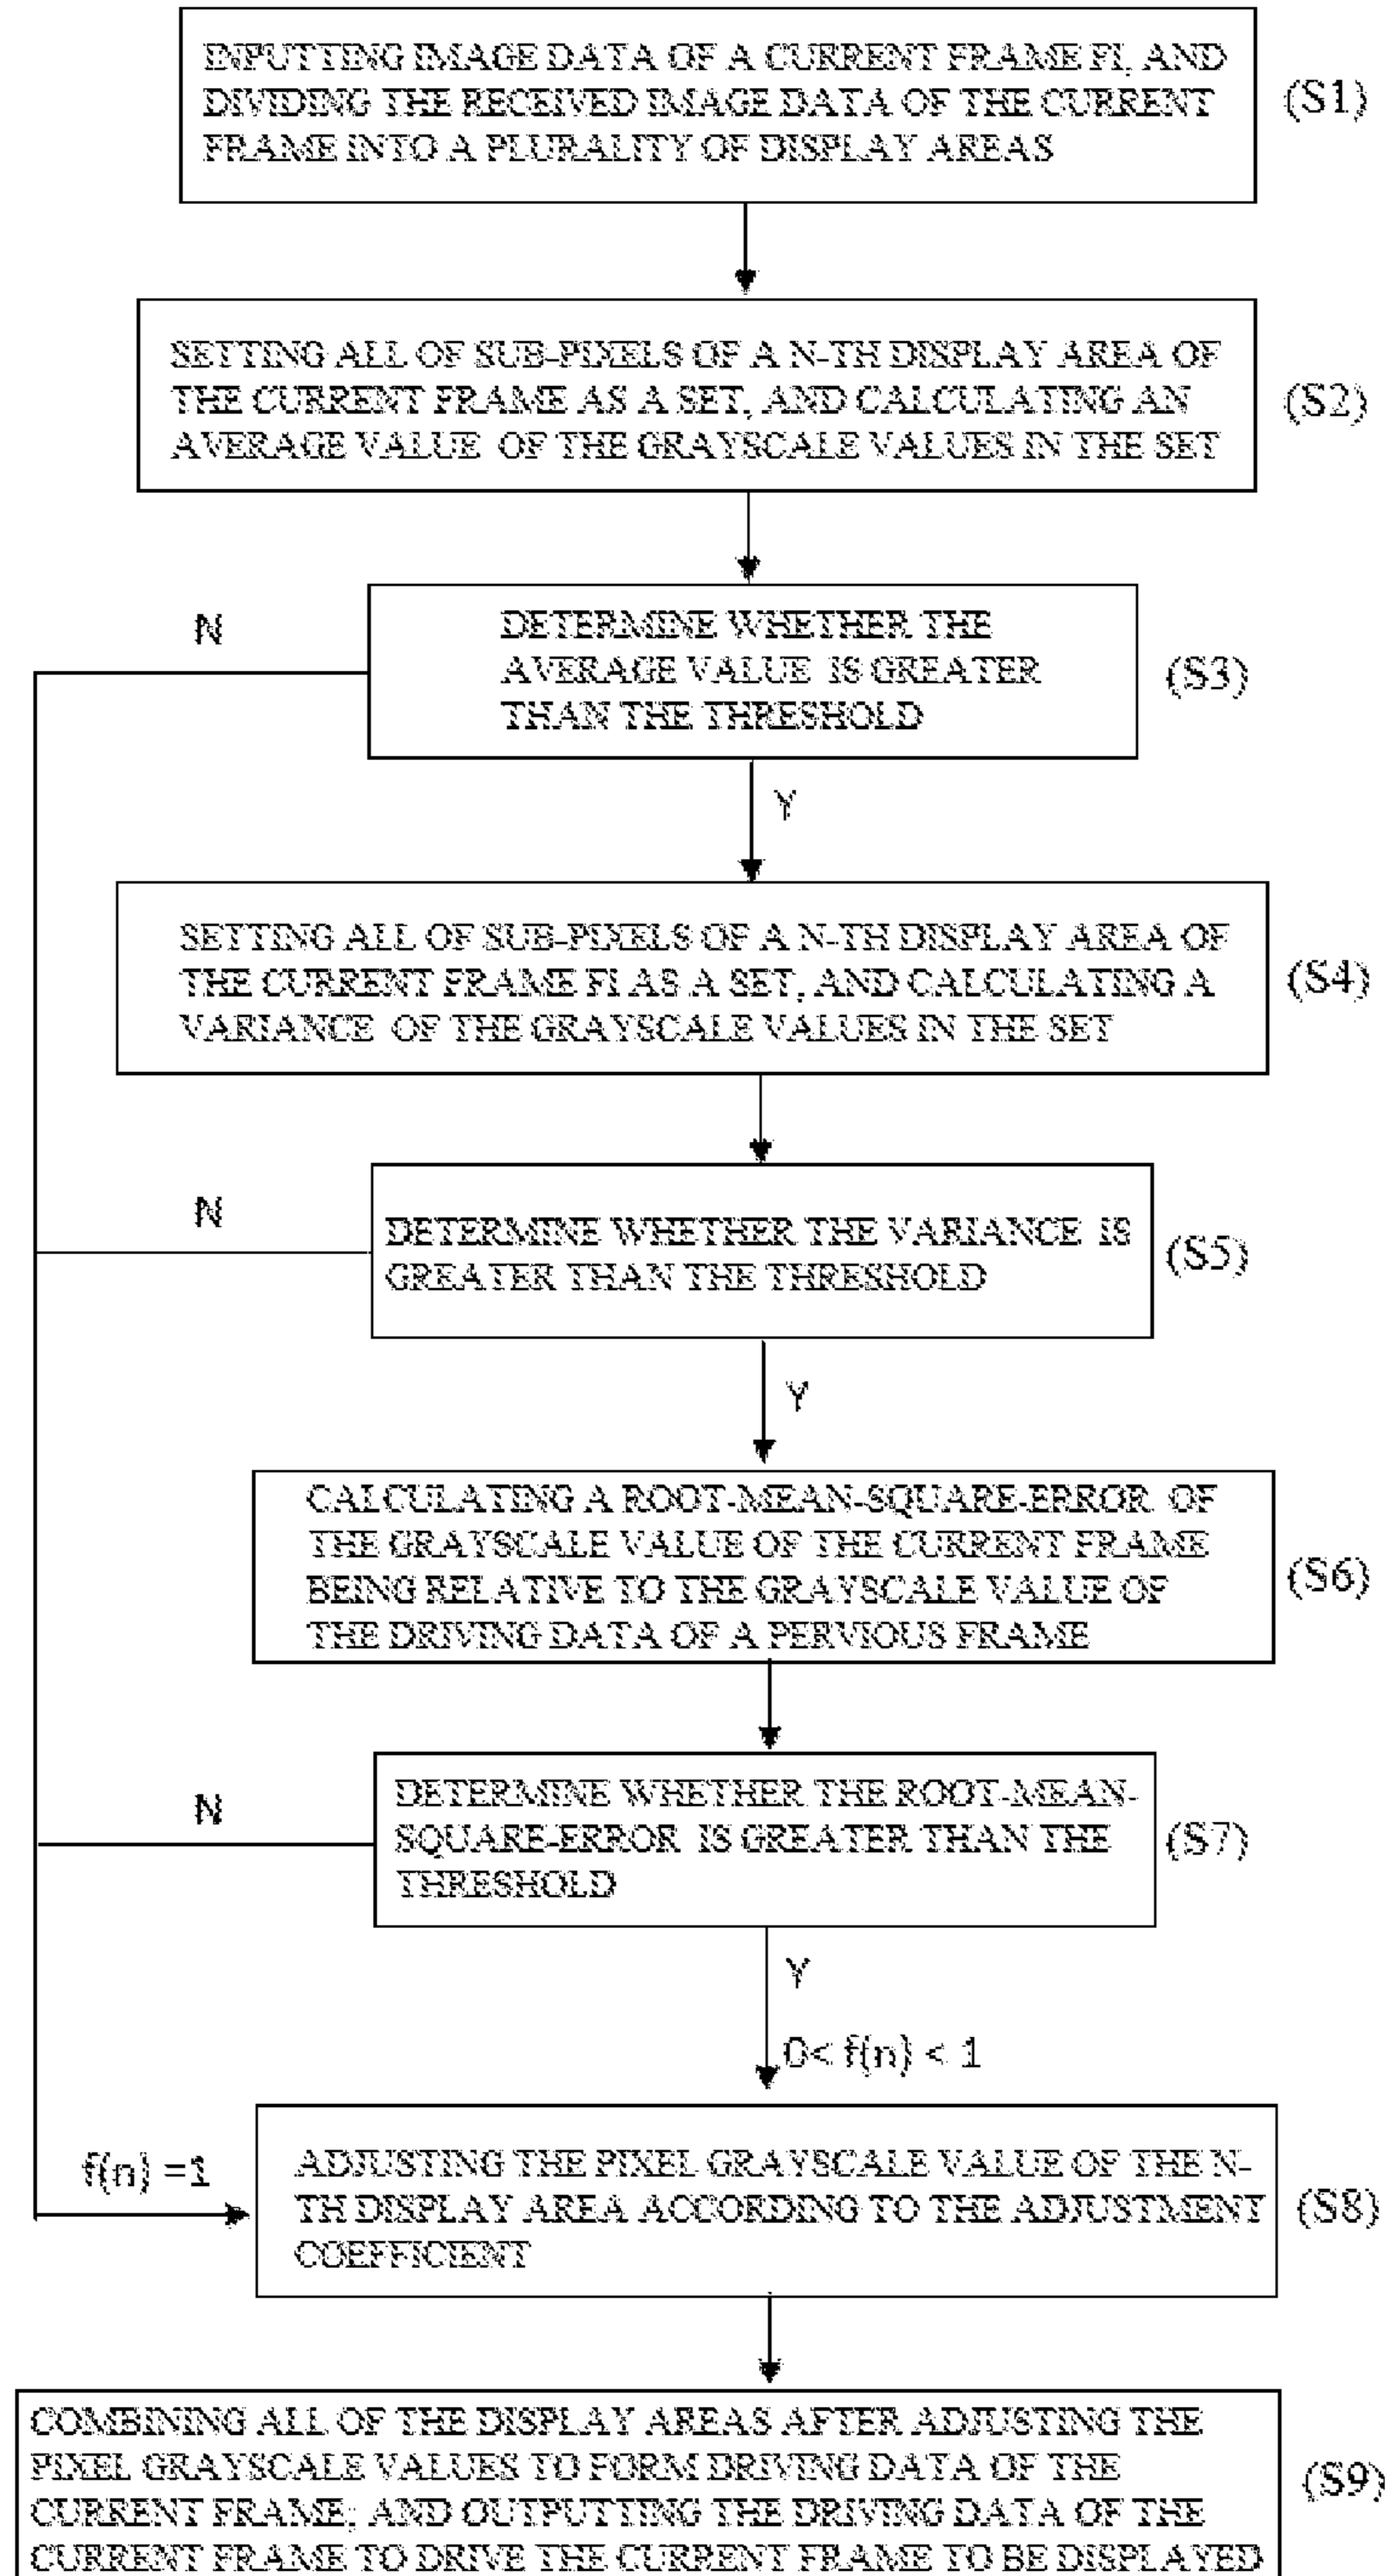 INPUTTING IMAGE DATA OF A CURRENT FRAME FI, AND
DIVIDING THE RECEIVED IMAGE DATA OF THE CURRENT
FRAME INTO A PLURALITY OF DISPLAY AREAS
(S1)
SETTING ALL OF SUB-PIXELS OF A N-TH DISPLAY AREA OF
THE CURRENT FRAME AS A SET, AND CALCULATING AN
AVERAGE VALUE OF THE GRAYSCALE VALUES IN THE SET
(S2)
N
DETERMINE WHETHER THE
AVERAGE VALUE IS GREATER
THAN THE THRESHOLD
(S3)
Y
SETTING ALL OF SUB-PIXELS OF A N-TH DISPLAY AREA OF
THE CURRENT FRAME FI AS A SET, AND CALCULATING A
VARIANCE OF THE GRAYSCALE VALUES IN THE SET
(S4)
N
DETERMINE WHETHER THE VARIANCE IS
GREATER THAN THE THRESHOLD
(S5)
Y
CALCULATING A ROOT-MEAN-SQUARE-ERROR OF
THE GRAYSCALE VALUE OF THE CURRENT FRAME
BEING RELATIVE TO THE GRAYSCALE VALUE OF
THE DRIVING DATA OF A PERVIOUS FRAME
(S6)
N
DETERMINE WHETHER THE ROOT-MEAN-
SQUARE-ERROR IS GREATER THAN THE
THRESHOLD
(S7)
Y
0< f(n) < 1
f(n) =1
ADJUSTING THE PIXEL GRAYSCALE VALUE OF THE N-
TH DISPLAY AREA ACCORDING TO THE ADJUSTMENT
COEFFICIENT
(S8)
COMBINING ALL OF THE DISPLAY AREAS AFTER ADJUSTING THE
PIXEL GRAYSCALE VALUES TO FORM DRIVING DATA OF THE
CURRENT FRAME; AND OUTPUTTING THE DRIVING DATA OF THE
CURRENT FRAME TO DRIVE THE CURRENT FRAME TO BE DISPLAYED
(S9)